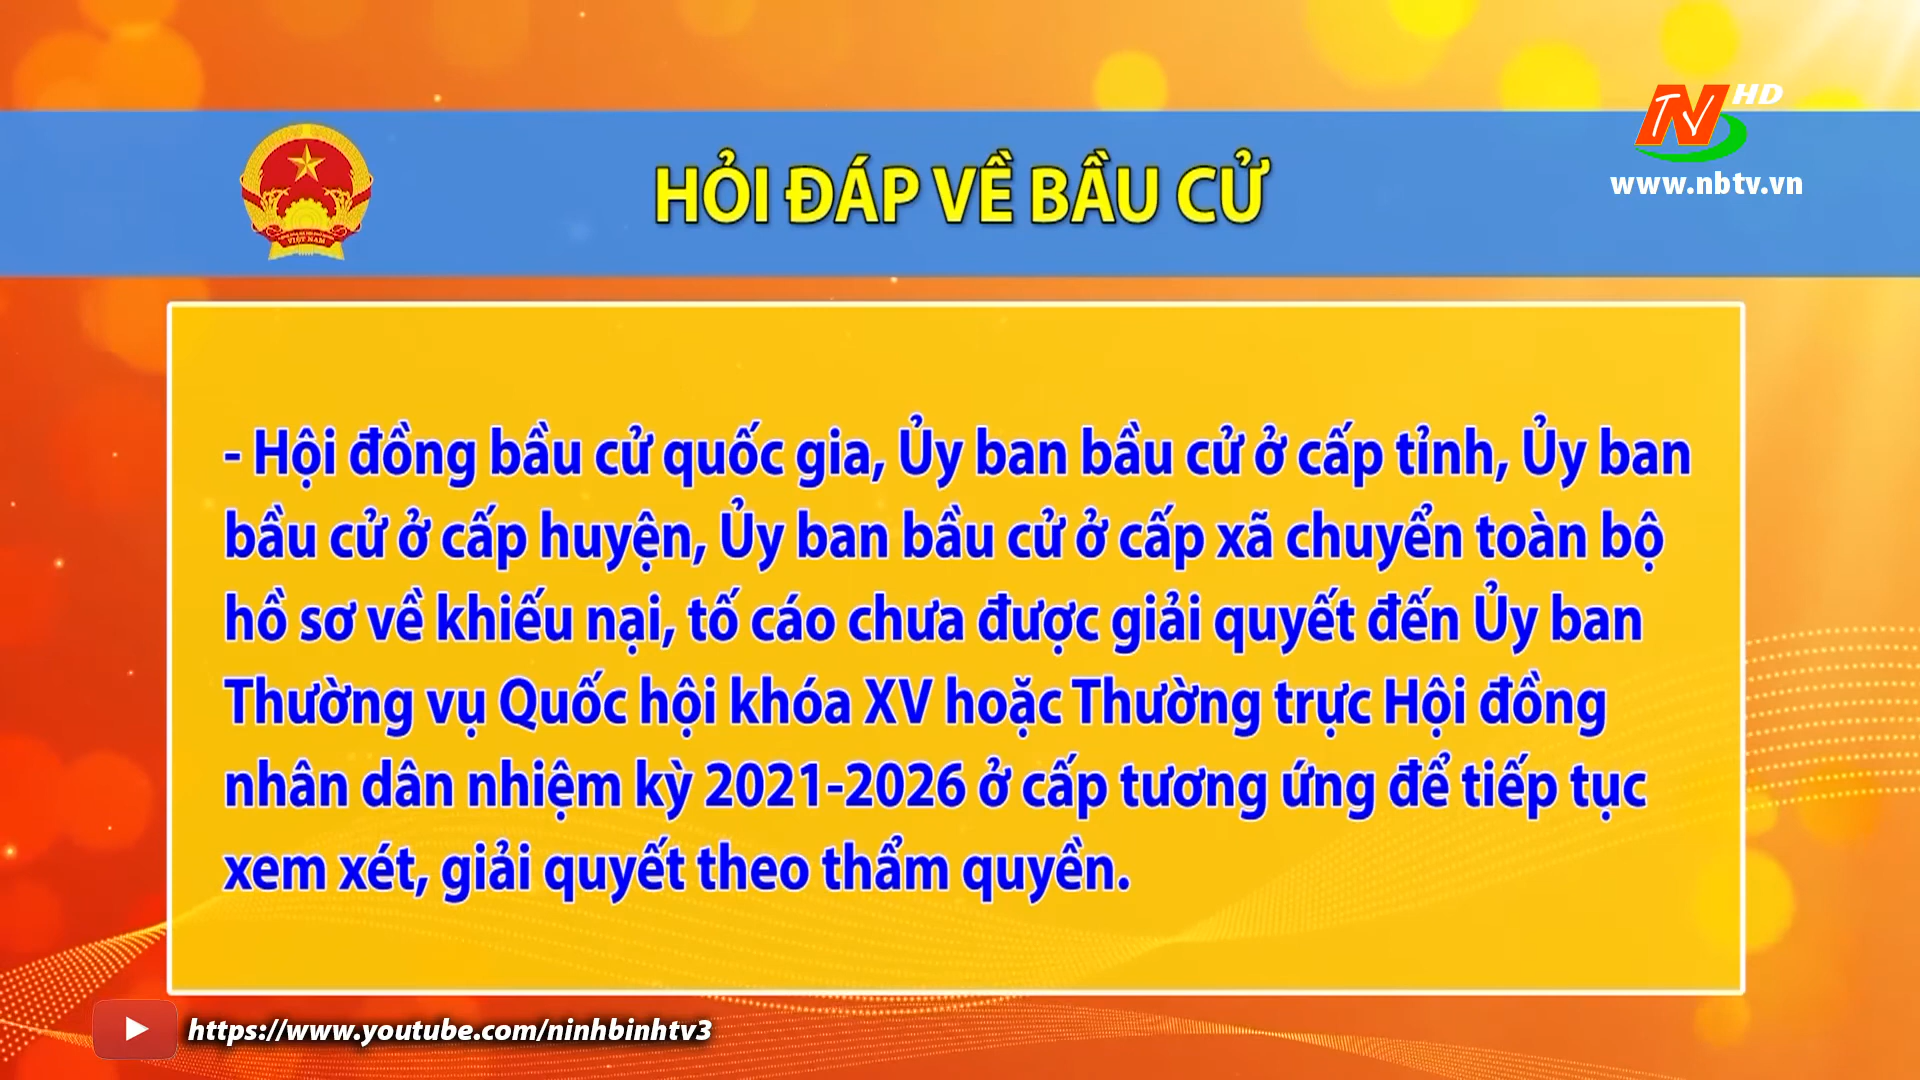 HỎI ĐÁP VỀ BẦU CỬ
TV HD
www.nbtv.vn
VIỆT NAM
- Hội đồng bầu cử quốc gia, Ủy ban bầu cử ở cấp tỉnh, Ủy ban
bầu cử ở cấp huyện, Ủy ban bầu cử ở cấp xã chuyển toàn bộ
hồ sơ về khiếu nại, tố cáo chưa được giải quyết đến Ủy ban
Thường vụ Quốc hội khóa XV hoặc Thường trực Hội đồng
nhân dân nhiệm kỳ 2021-2026 ở cấp tương ứng để tiếp tục
xem xét, giải quyết theo thẩm quyền.
https://www.youtube.com/ninhbinhtv3